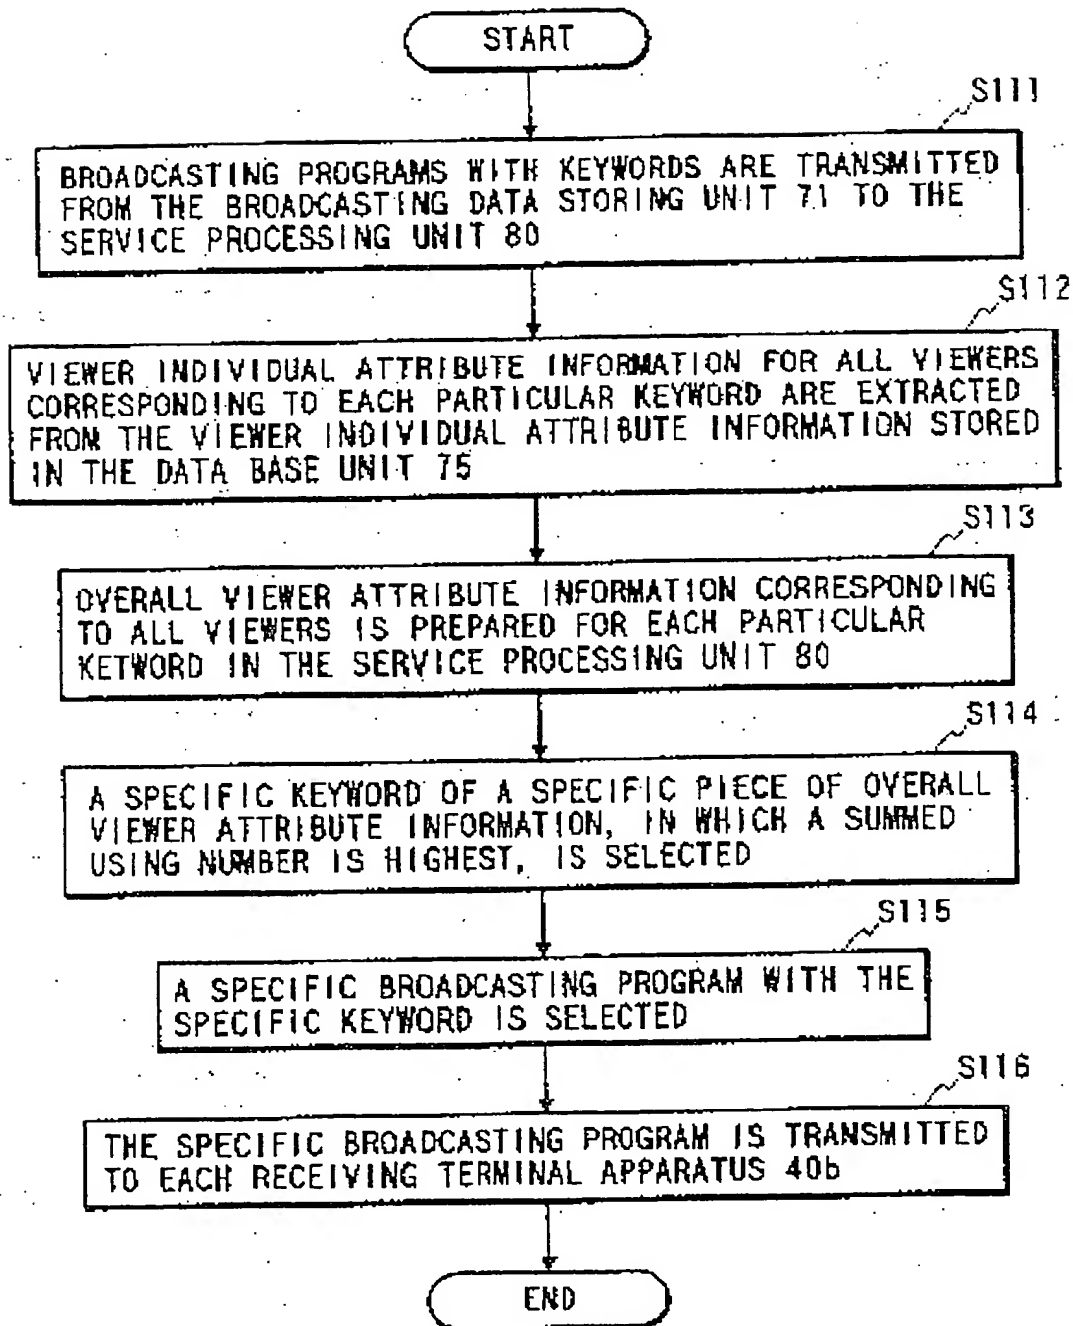 START
S111
BROADCASTING PROGRAMS WITH KEYWORDS ARE TRANSMITTED
FROM THE BROADCASTING DATA STORING UNIT 71 TO THE
SERVICE PROCESSING UNIT 80
S112
VIEWER INDIVIDUAL ATTRIBUTE INFORMATION FOR ALL VIEWERS
CORRESPONDING TO EACH PARTICULAR KEYWORD ARE EXTRACTED
FROM THE VIEWER INDIVIDUAL ATTRIBUTE INFORMATION STORED
IN THE DATA BASE UNIT 75
S113
OVERALL VIEWER ATTRIBUTE INFORMATION CORRESPONDING
TO ALL VIEWERS IS PREPARED FOR EACH PARTICULAR
KETWORD IN THE SERVICE PROCESSING UNIT 80
S114
A SPECIFIC KEYWORD OF A SPECIFIC PIECE OF OVERALL
VIEWER ATTRIBUTE INFORMATION, IN WHICH A SUMMED
USING NUMBER IS HIGHEST, IS SELECTED
S115
A SPECIFIC BROADCASTING PROGRAM WITH THE
SPECIFIC KEYWORD IS SELECTED
S116
THE SPECIFIC BROADCASTING PROGRAM IS TRANSMITTED
TO EACH RECEIVING TERMINAL APPARATUS 40b
END